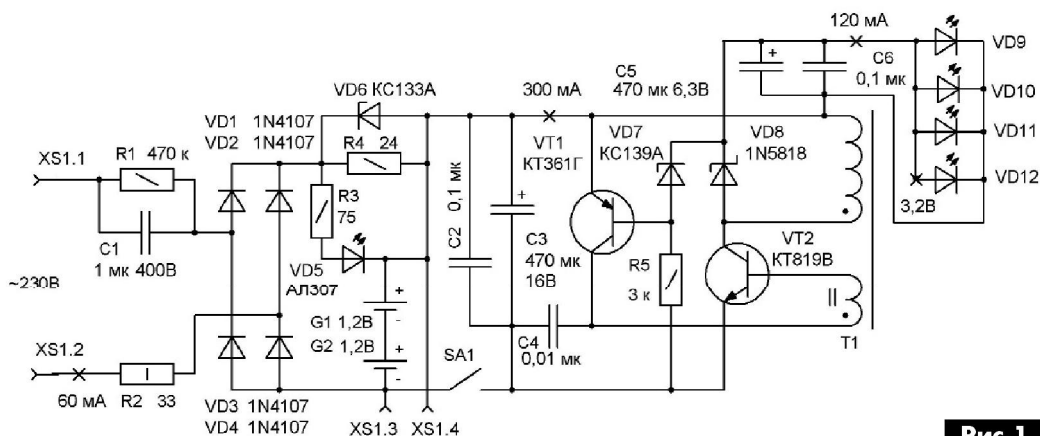 120 мА
VD9
C6
0,1 мк
VD10
VD11
VD12
3,2В
C5
470 мк 6,3В
VD6 КС133А
300 мА
VD1 1N4107
VD2 1N4107
VT1
КТ361Г
VD7
КС139А
VD8
1N5818
XS1.1
R1 470 к
R4 24
R3
75
0,1 мк
C2
C1
1 мк 400В
~230В
VD5
АЛ307
C3
470 мк
16В
R5
3 к
VT2
КТ819В
II
T1
G1 1,2В
G2 1,2В
+
-
+
-
+
+
SA1
C4
0,01 мк
XS1.2
60 мА
R2 33
VD3 1N4107
VD4 1N4107
XS1.3 XS1.4
Рис.1